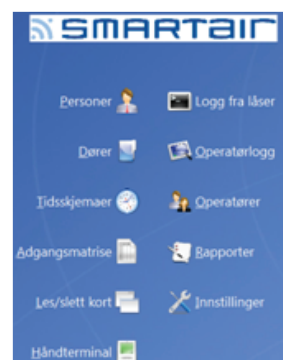 SMARTair
Personer
Logg fra låser
Dører
Operatørlogg
Tidsskjemaer
Operatører
Adgangsmatrise
Rapporter
Les/slett kort
Innstillinger
Håndterminal